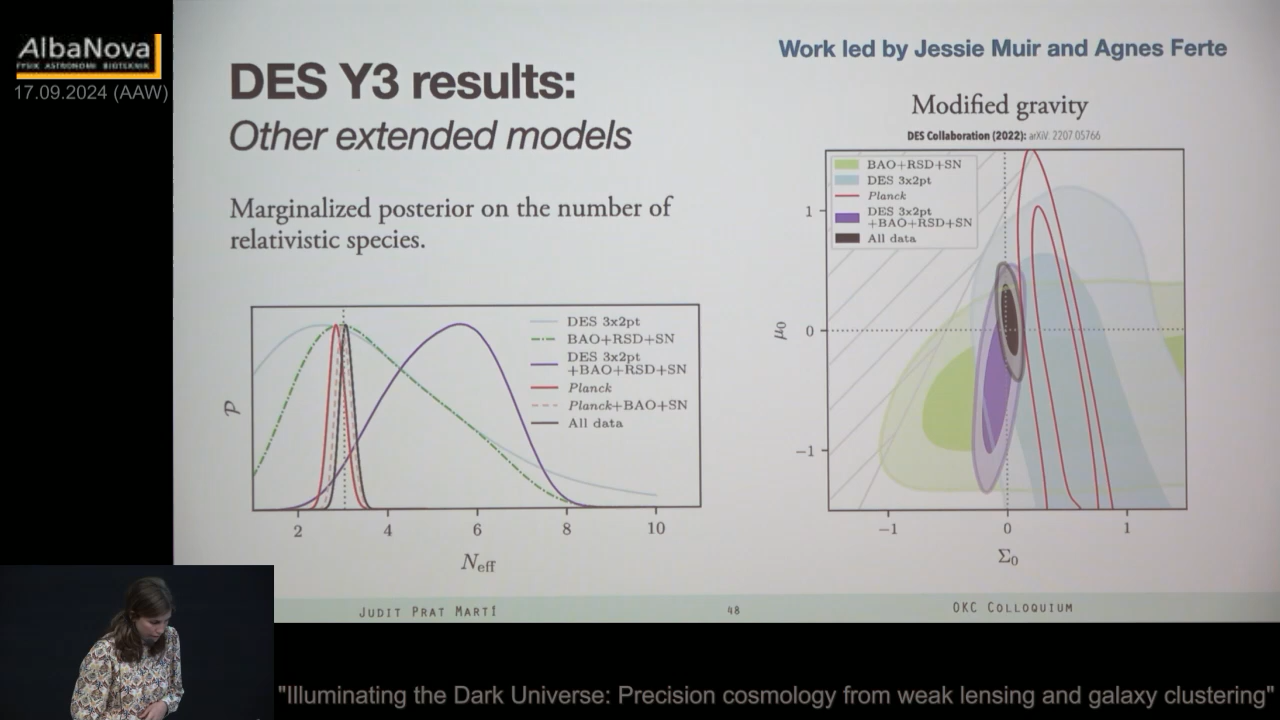 AlbaNova
FYSIK ASTRONOMI BIOTEKNIK
17.09.2024 (AAW)
DES Y3 results:
Other extended models
Marginalized posterior on the number of
relativistic species.
P
DES 3x2pt
BAO+RSD+SN
DES 3x2pt
+BAO+RSD+SN
Planck
Planck+BAO+SN
All data
2 4 6 8 10
Neff
Work led by Jessie Muir and Agnes Ferte
Modified gravity
DES Collaboration (2022): arXiv: 2207.05766
BAO+RSD+SN
DES 3x2pt
Planck
DES 3x2pt
+BAO+RSD+SN
All data
1
0
−1
μ0
−1 0 1
Σ0
JUDIT PRAT MARTÍ 48 OKC COLLOQUIUM
"Illuminating the Dark Universe: Precision cosmology from weak lensing and galaxy clustering"